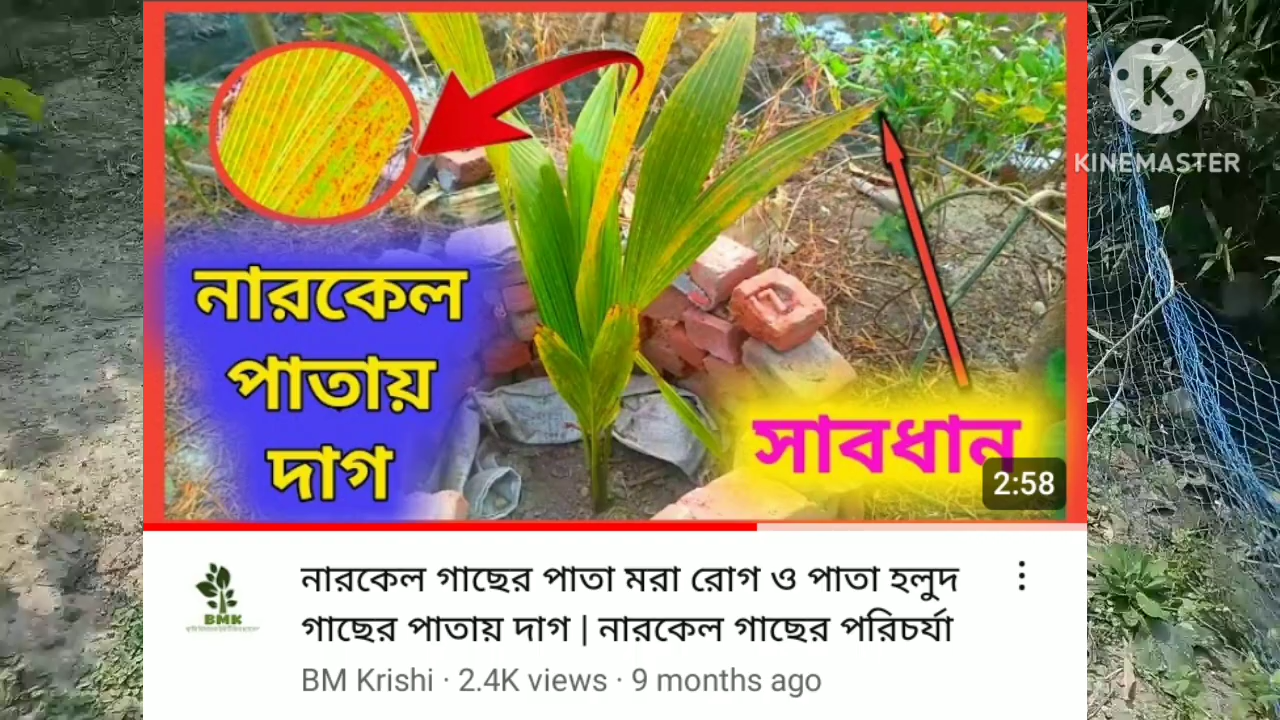 KINEMASTER
নারকেল
পাতায়
দাগ
সাবধান
2:58
BMK
নারকেল গাছের পাতা মরা রোগ ও পাতা হলুদ
গাছের পাতায় দাগ | নারকেল গাছের পরিচর্যা
BM Krishi · 2.4K views · 9 months ago